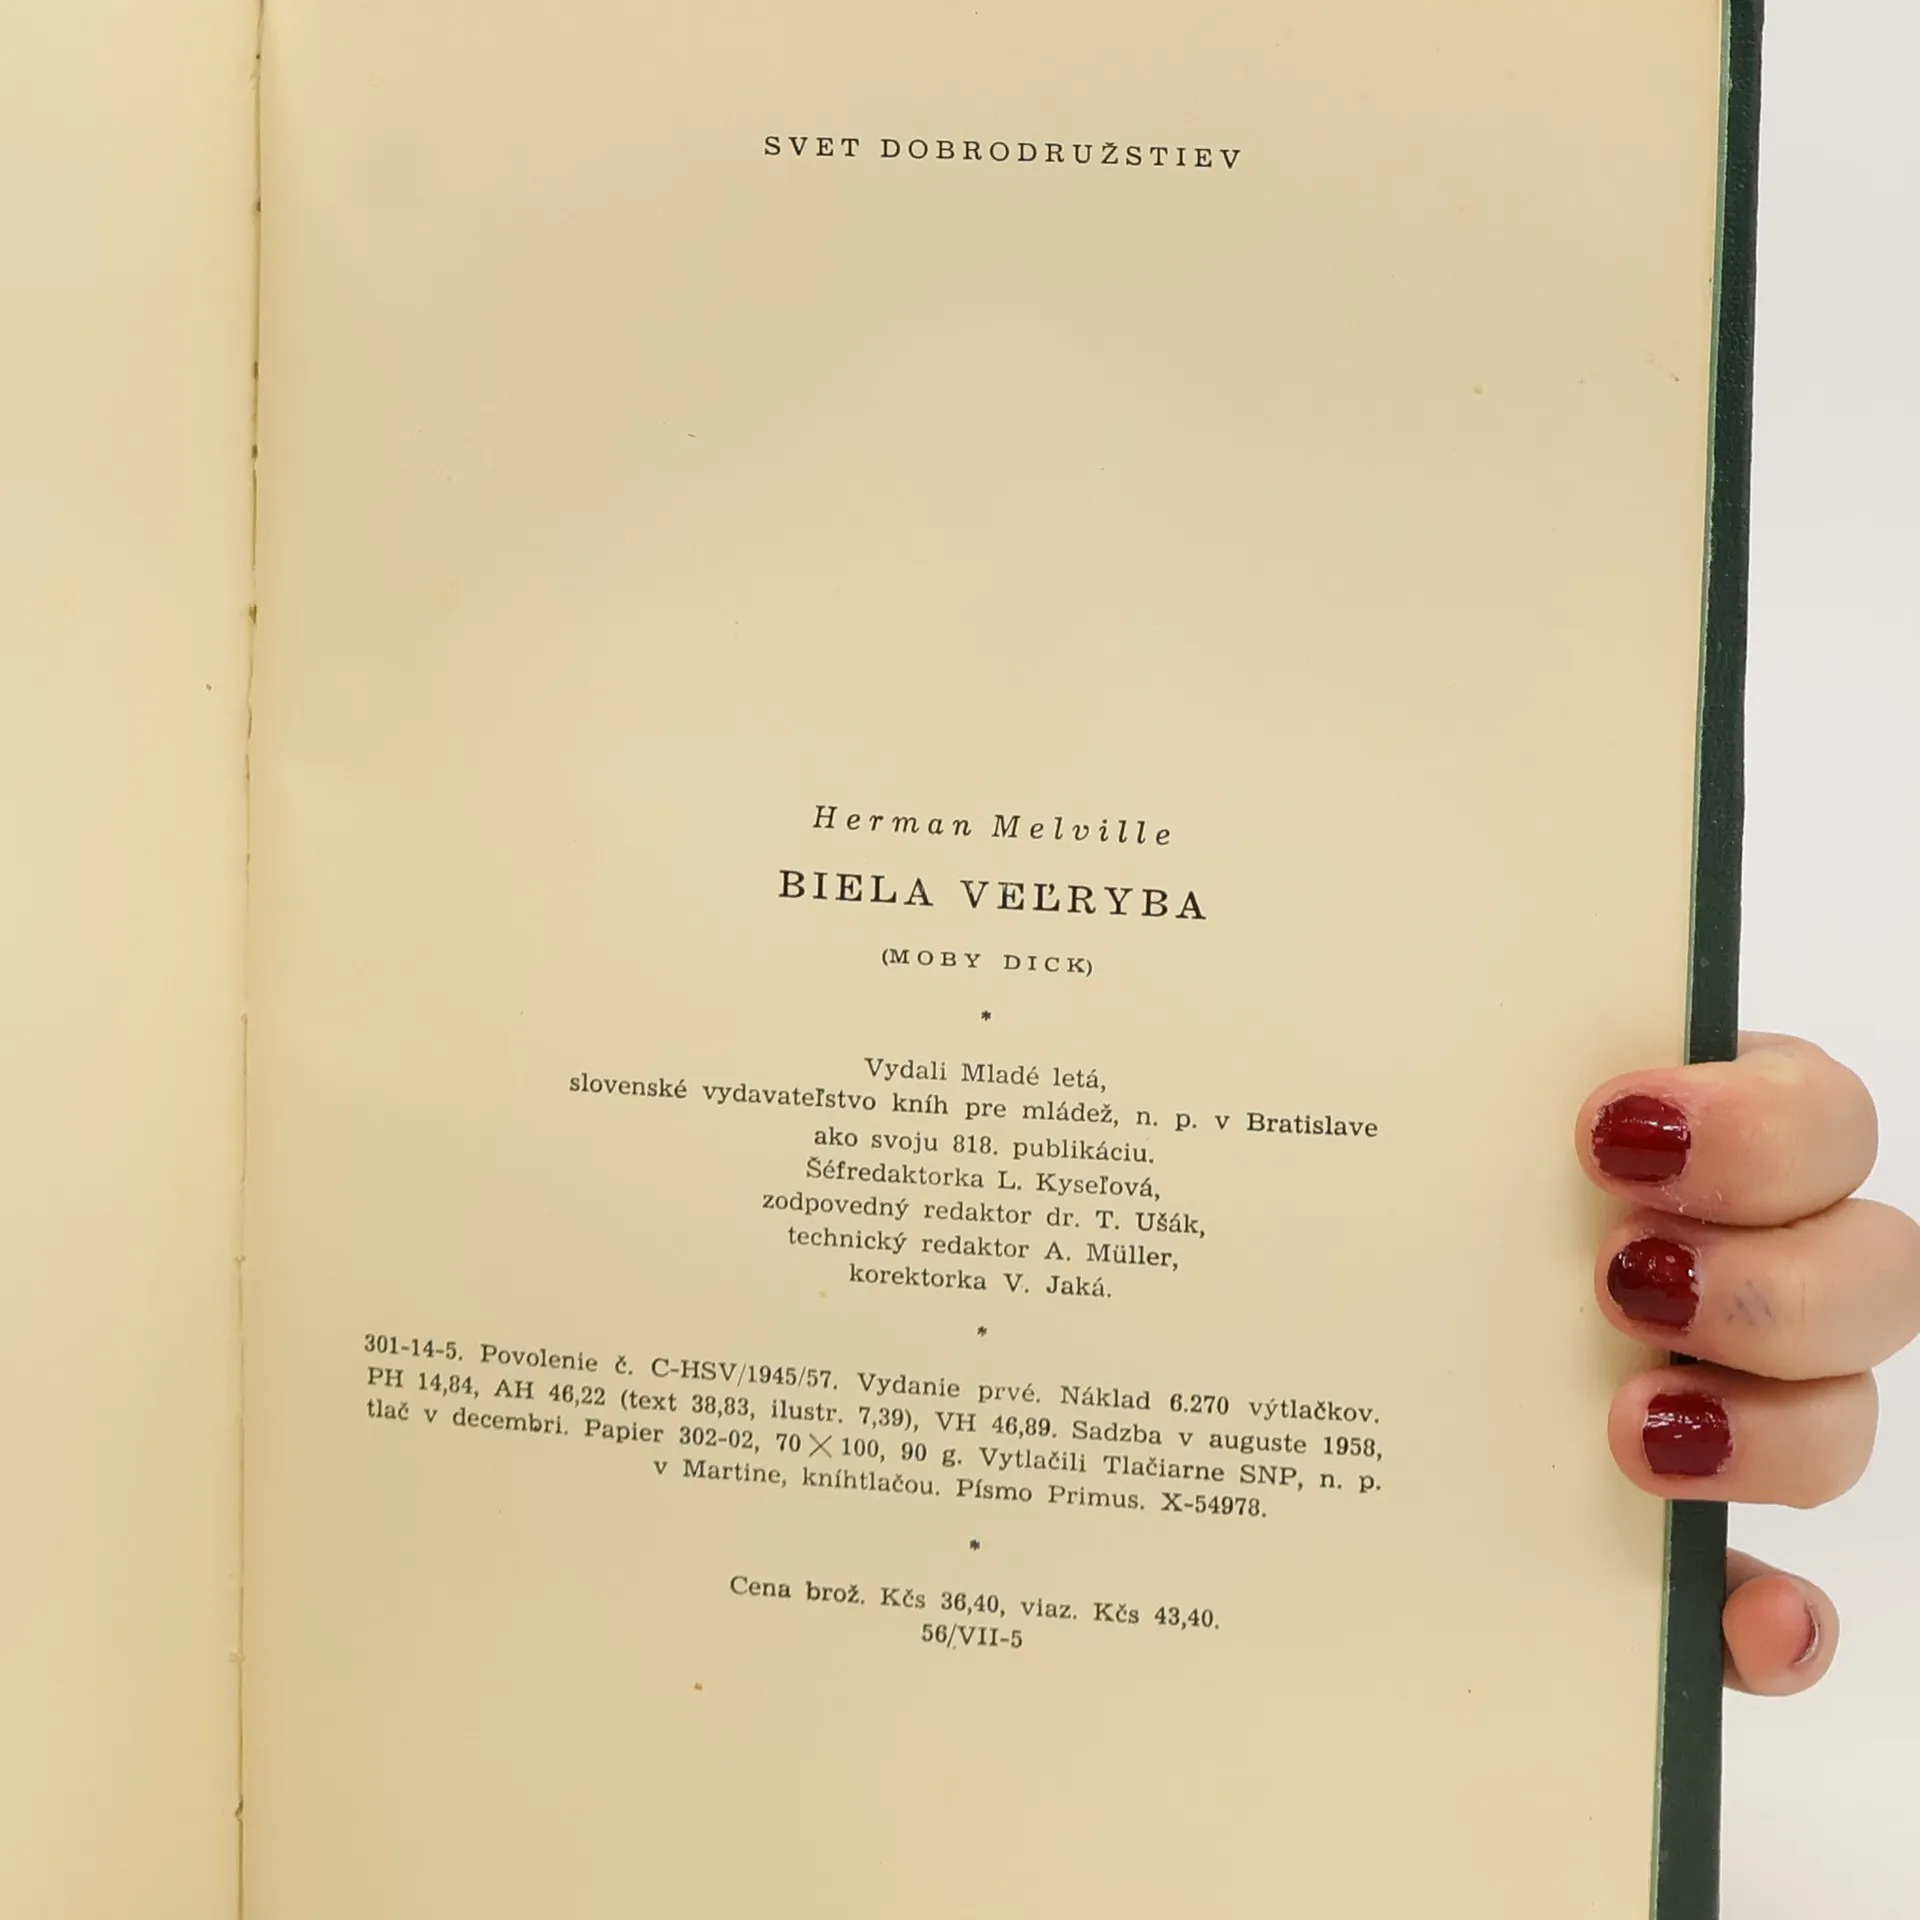 SVET DOBRODRUŽSTIEV
Herman Melville
BIELA VEĽRYBA
(MOBY DICK)
*
Vydali Mladé letá,
slovenské vydavateľstvo kníh pre mládež, n. p. v Bratislave
ako svoju 818. publikáciu.
Šéfredaktorka L. Kyseľová,
zodpovedný redaktor dr. T. Ušák,
technický redaktor A. Müller,
korektorka V. Jaká.
*
301-14-5. Povolenie č. C-HSV/1945/57. Vydanie prvé. Náklad 6.270 výtlačkov.
PH 14,84, AH 46,22 (text 38,83, ilustr. 7,39), VH 46,89. Sadzba v auguste 1958,
tlač v decembri. Papier 302-02, 70 × 100, 90 g. Vytlačili Tlačiarne SNP, n. p.
v Martine, kníhtlačou. Písmo Primus. X-54978.
*
Cena brož. Kčs 36,40, viaz. Kčs 43,40.
56/VII-5